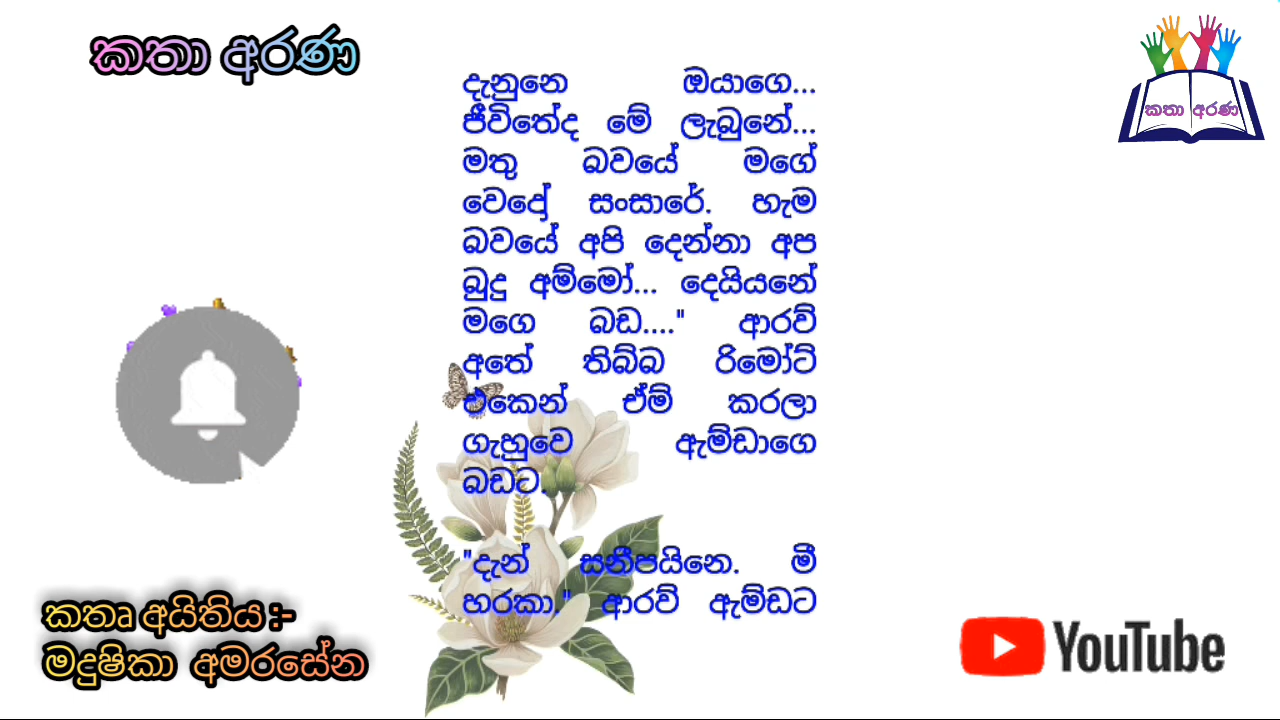 කතා අරණ
කතා අරණ
දැනුනෙ ඔයාගෙ...
ජීවිතේද මේ ලැබුනේ...
මතු බවයේ මගේ
වෙදෝ සංසාරේ. හැම
බවයේ අපි දෙන්නා අප
බුදු අම්මෝ... දෙයියනේ
මගෙ බඩ...." ආරව්
අතේ තිබ්බ රිමෝට්
එකෙන් ඒම් කරලා
ගැහුවෙ ඇම්ඩාගෙ
බඩට.
"දැන් සනීපයිනෙ. මී
හරකා." ආරව් ඇම්ඩට
කතෘ අයිතිය :-
මදුෂිකා අමරසේන
YouTube